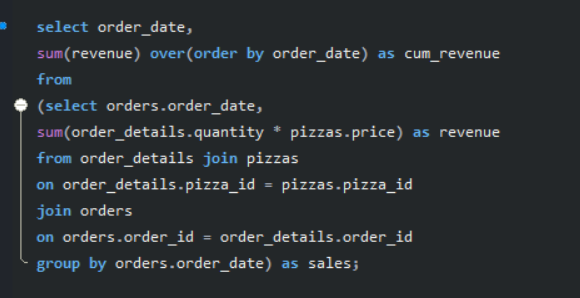 select order_date,
sum(revenue) over(order by order_date) as cum_revenue
from
(select orders.order_date,
sum(order_details.quantity * pizzas.price) as revenue
from order_details join pizzas
on order_details.pizza_id = pizzas.pizza_id
join orders
on orders.order_id = order_details.order_id
group by orders.order_date) as sales;